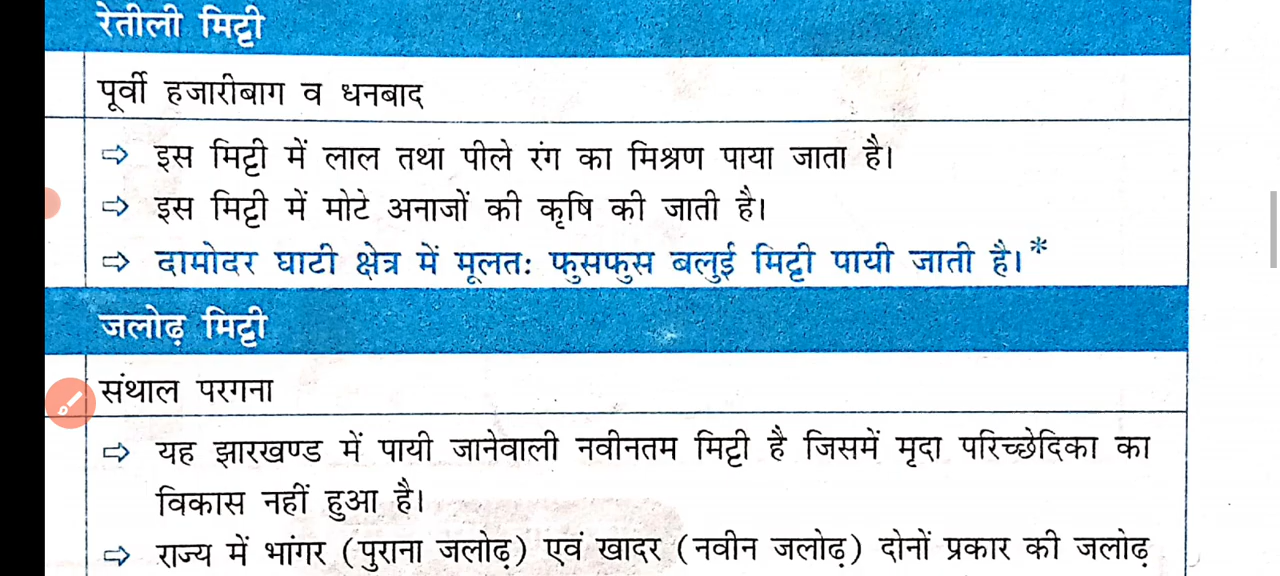 रेतीली मिट्टी
पूर्वी हजारीबाग व धनबाद
⇨ इस मिट्टी में लाल तथा पीले रंग का मिश्रण पाया जाता है।
⇨ इस मिट्टी में मोटे अनाजों की कृषि की जाती है।
⇨ दामोदर घाटी क्षेत्र में मूलतः फुसफुस बलुई मिट्टी पायी जाती है।*
जलोढ़ मिट्टी
संथाल परगना
⇨ यह झारखण्ड में पायी जानेवाली नवीनतम मिट्टी है जिसमें मृदा परिच्छेदिका का
विकास नहीं हुआ है।
⇨ राज्य में भांगर (पुराना जलोढ़) एवं खादर (नवीन जलोढ़) दोनों प्रकार की जलोढ़